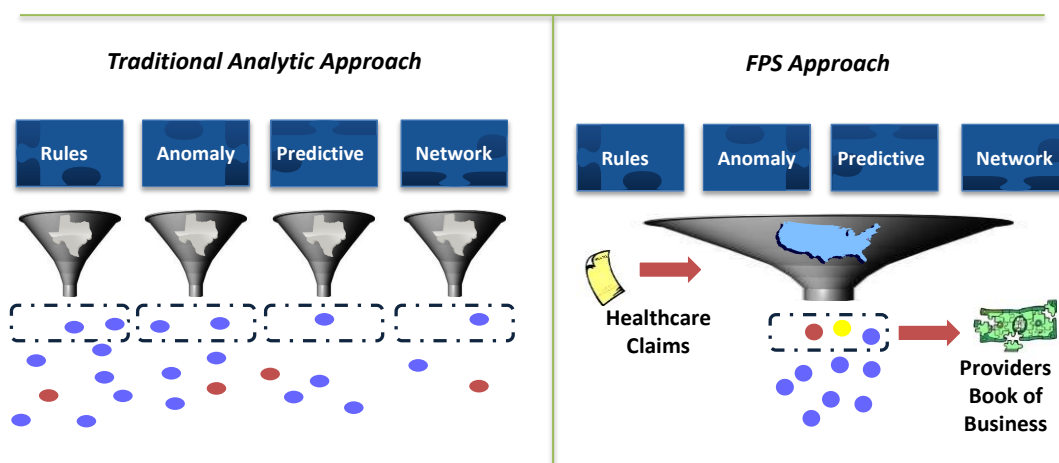 Traditional Analytic Approach
Rules
Anomaly
Predictive
Network
FPS Approach
Rules
Anomaly
Predictive
Network
Healthcare
Claims
Providers
Book of
Business